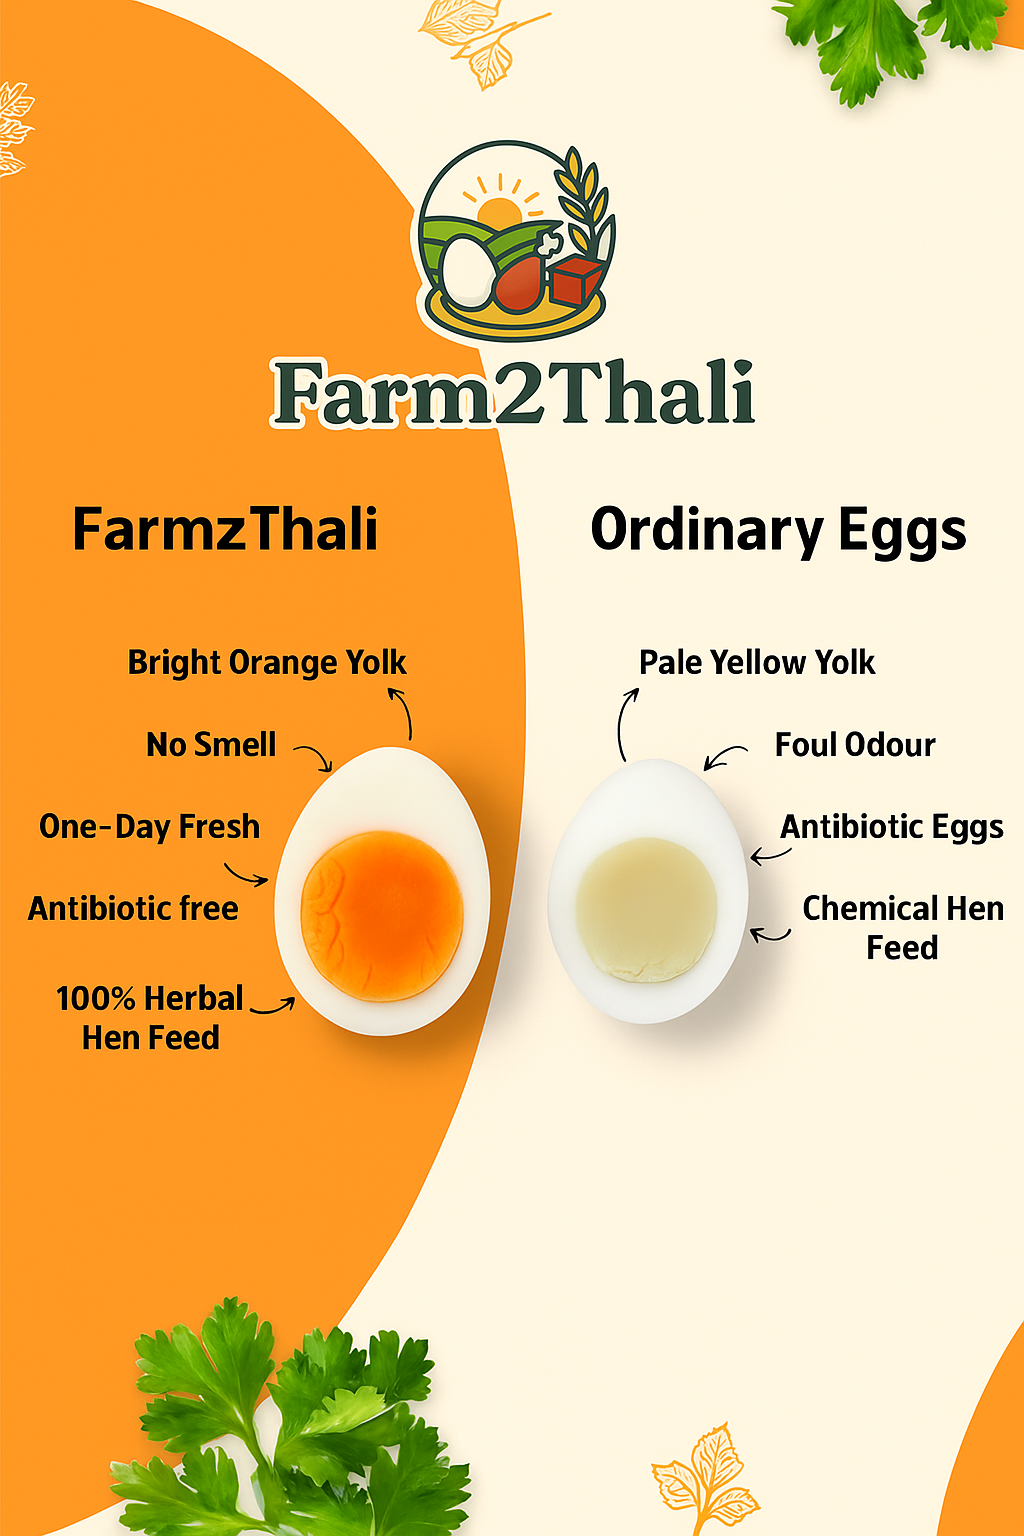 Farm2Thali
FarmzThali
Bright Orange Yolk
No Smell
One-Day Fresh
Antibiotic free
100% Herbal
Hen Feed
Ordinary Eggs
Pale Yellow Yolk
Foul Odour
Antibiotic Eggs
Chemical Hen
Feed